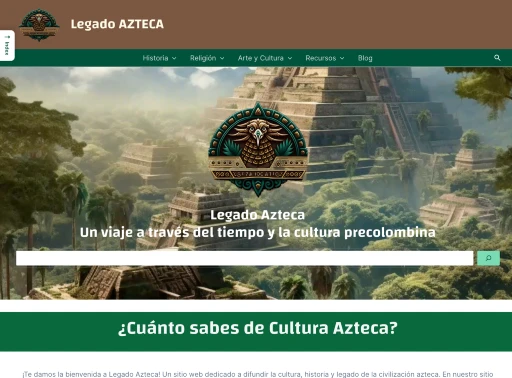 Legado AZTECA
Índex
Historia
Religión
Arte y Cultura
Recursos
Blog
Legado Azteca
Un viaje a través del tiempo y la cultura precolombina
¿Cuánto sabes de Cultura Azteca?
¡Te damos la bienvenida a Legado Azteca! Un sitio web dedicado a difundir la cultura, historia y legado de la civilización azteca. En nuestro sitio